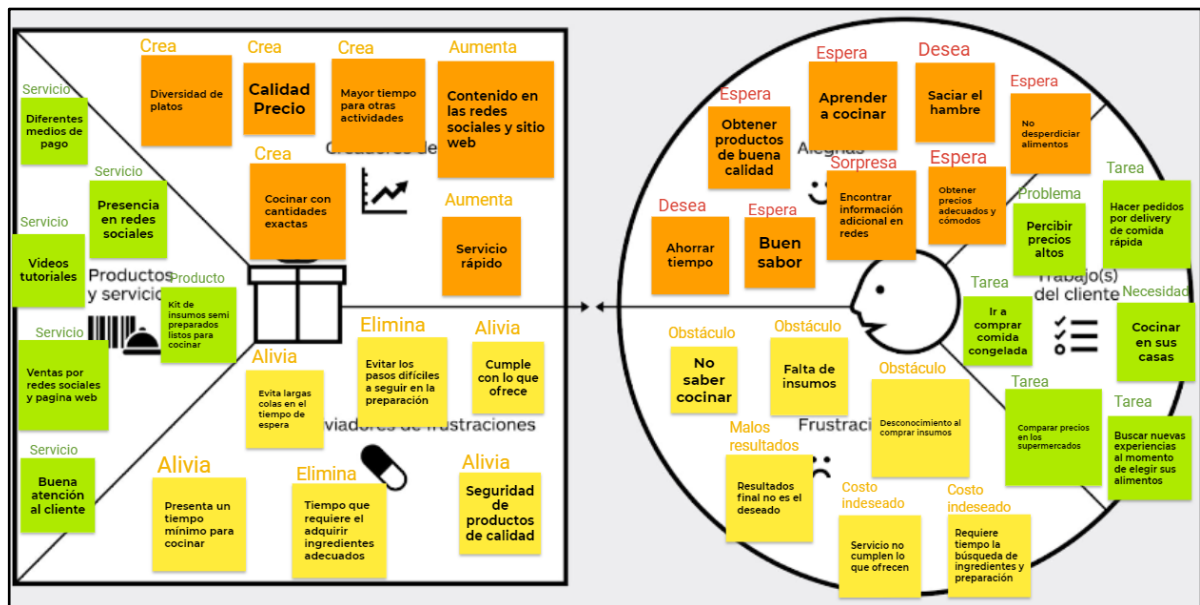 Crea
Diversidad de
platos
Crea
Calidad
Precio
Crea
Mayor tiempo
para otras
actividades
Aumenta
Contenido en
las redes
sociales y sitio
web
Crea
Cocinar con
cantidades
exactas
Creadores de
Aumenta
Servicio
rápido
Servicio
Diferentes
medios de
pago
Servicio
Presencia
en redes
sociales
Servicio
Videos
tutoriales
Productos
y servicio
Producto
Kit de
insumos semi
preparados
listos para
cocinar
Servicio
Ventas por
redes sociales
y pagina web
Servicio
Buena
atención
al cliente
Alivia
Evita largas
colas en el
tiempo de
espera
Elimina
Evitar los
pasos difíciles
a seguir en la
preparación
Alivia
Cumple
con lo que
ofrece
viadores de frustraciones
Alivia
Presenta un
tiempo
mínimo para
cocinar
Elimina
Tiempo que
requiere el
adquirir
ingredientes
adecuados
Alivia
Seguridad
de
productos
de calidad
Espera
Obtener
productos
de buena
calidad
Espera
Aprender
a cocinar
Desea
Saciar el
hambre
Espera
No
desperdiciar
alimentos
Alegrías
Desea
Ahorrar
tiempo
Espera
Buen
sabor
Sorpresa
Encontrar
información
adicional en
redes
Espera
Obtener
precios
adecuados y
cómodos
Problema
Percibir
precios
altos
Tarea
Hacer pedidos
por delivery
de comida
rápida
Trabajo(s)
del cliente
Tarea
Ir a
comprar
comida
congelada
Necesidad
Cocinar
en sus
casas
Tarea
Comparar precios
en los
supermercados
Tarea
Buscar nuevas
experiencias
al momento
de elegir sus
alimentos
Obstáculo
No
saber
cocinar
Obstáculo
Falta de
insumos
Obstáculo
Desconocimiento al
comprar insumos
Frustraci
Malos
resultados
Resultados
final no es el
deseado
Costo
indeseado
Servicio no
cumplen lo
que ofrecen
Costo
indeseado
Requiere
tiempo la
búsqueda de
ingredientes y
preparación